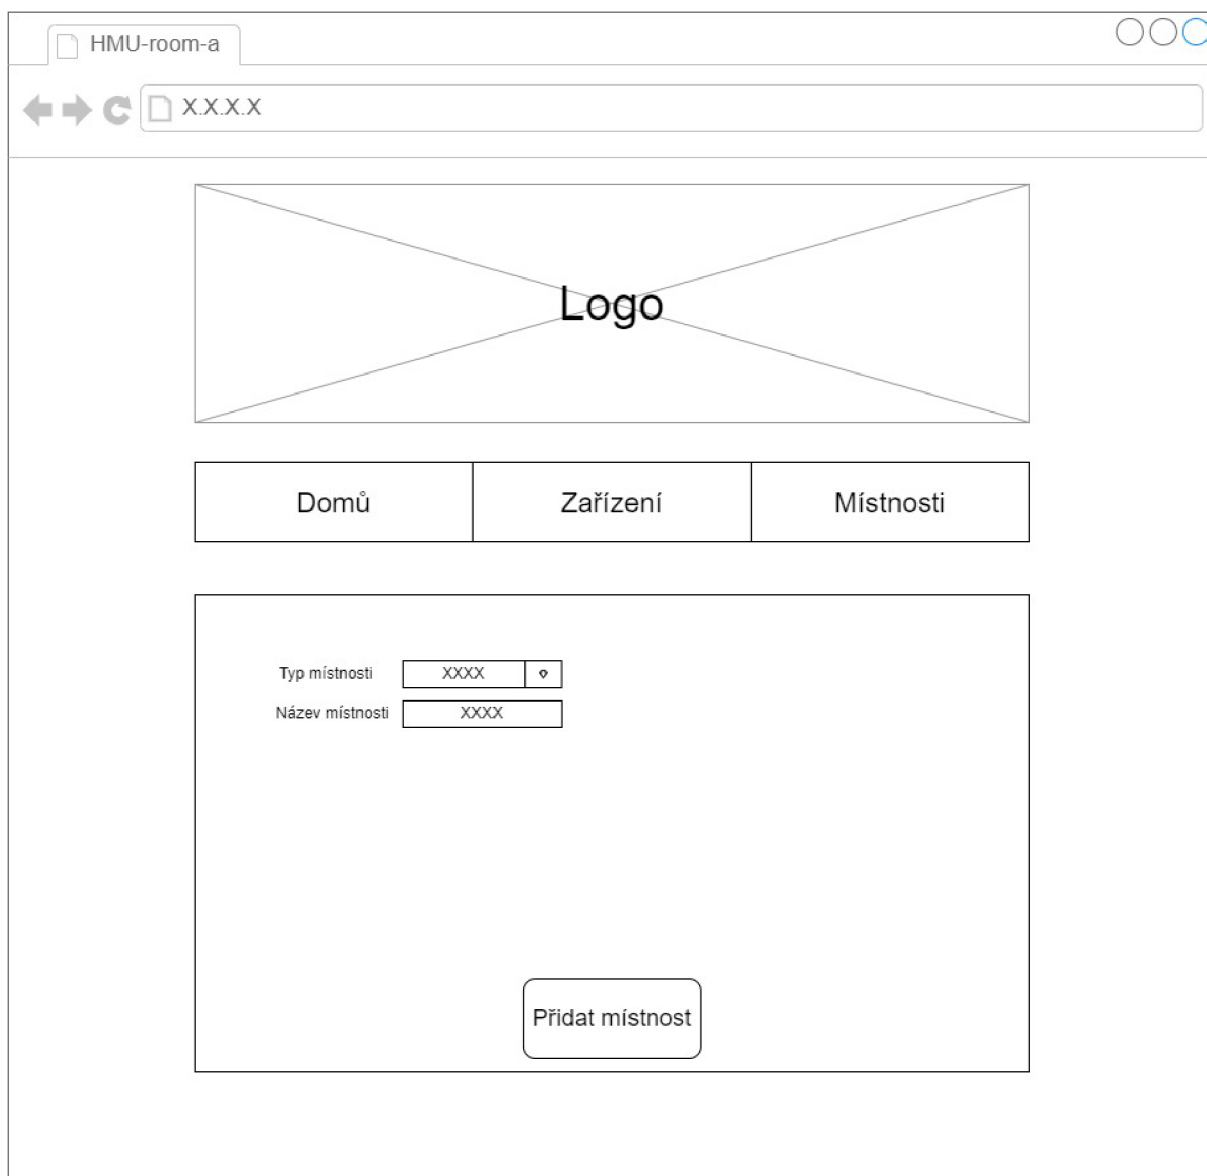 HMU-room-a
X.X.X.X
Logo
Domů Zařízení Místnosti
Typ místnosti XXXX
Název místnosti XXXX
Přidat místnost